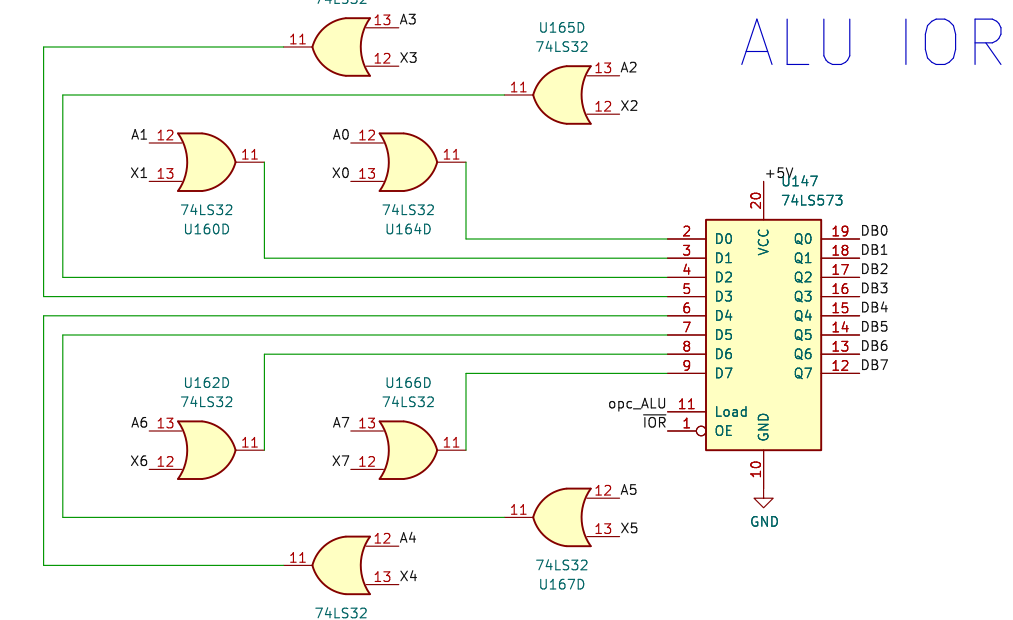 74LS32
ALU IOR
11
13
A3
12
X3
U165D
74LS32
11
13
A2
12
X2
A1
12
X1
13
11
74LS32
U160D
A0
12
X0
13
11
74LS32
U164D
+5V
U147
74LS573
20
VCC
2
D0
Q0
19
DB0
3
D1
Q1
18
DB1
4
D2
Q2
17
DB2
5
D3
Q3
16
DB3
6
D4
Q4
15
DB4
7
D5
Q5
14
DB5
8
D6
Q6
13
DB6
9
D7
Q7
12
DB7
opc_ALU
11
Load
IOR
1
OE
GND
10
GND
U162D
74LS32
A6
13
X6
12
11
U166D
74LS32
A7
13
X7
12
11
11
12
A5
13
X5
74LS32
U167D
11
12
A4
13
X4
74LS32